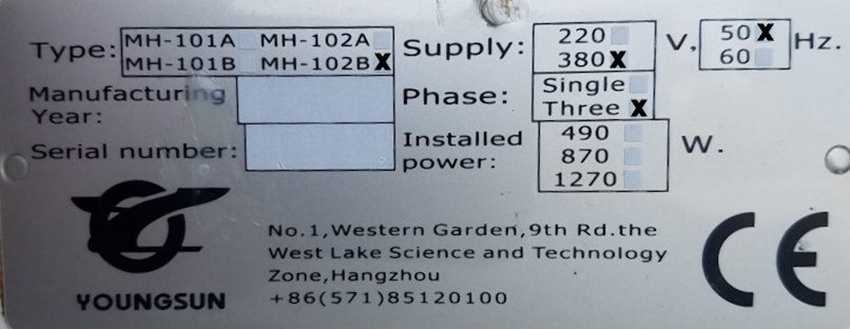 Type: MH-101A MH-102A Supply: 220 V, 50 X Hz.
MH-101B MH-102B X 380 X 60
Manufacturing Year: Phase: Single
Three X
Serial number: Installed power: 490 W.
870
1270
YOUNGSUN
No.1,Western Garden,9th Rd.the
West Lake Science and Technology
Zone,Hangzhou
+86(571)85120100
CE